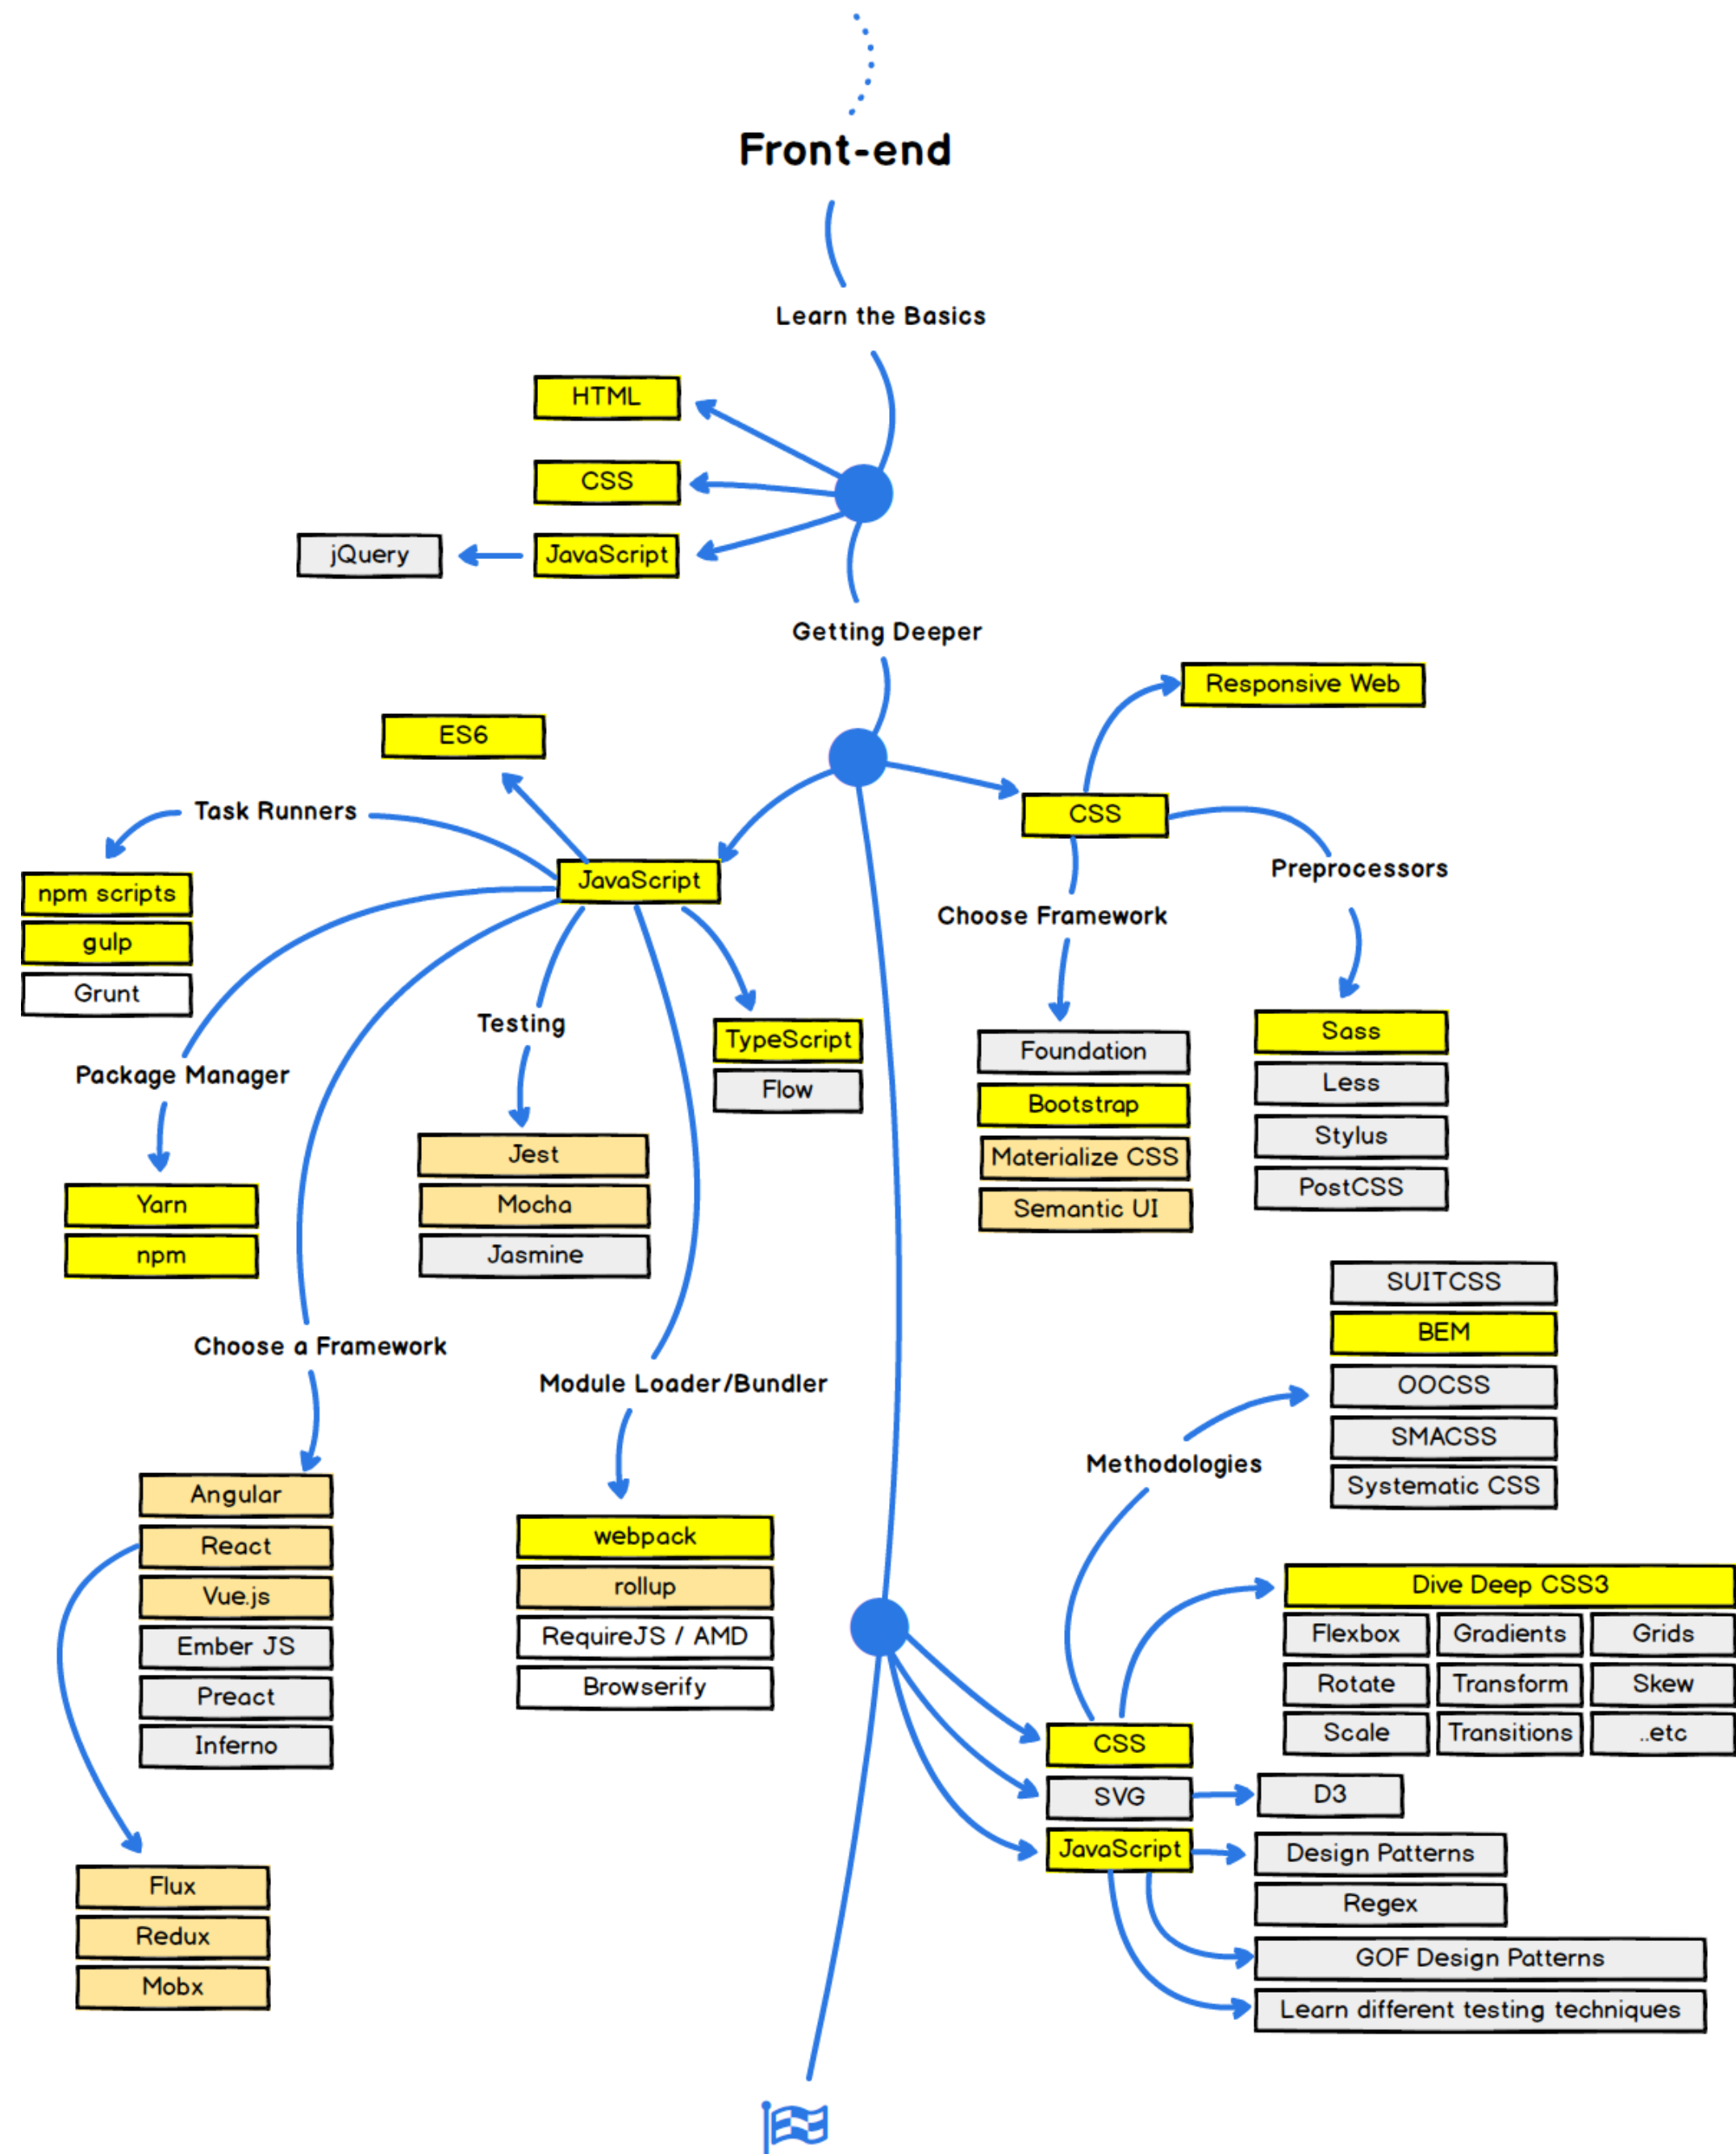 Front-end
Learn the Basics
HTML
CSS
jQuery
JavaScript
Getting Deeper
Responsive Web
ES6
Task Runners
CSS
Preprocessors
JavaScript
npm scripts
gulp
Grunt
Choose Framework
Testing
TypeScript
Flow
Package Manager
Foundation
Bootstrap
Materialize CSS
Semantic UI
Sass
Less
Stylus
PostCSS
Jest
Mocha
Jasmine
Yarn
npm
Choose a Framework
Module Loader/Bundler
SUITCSS
BEM
OOCSS
SMACSS
Systematic CSS
Methodologies
Angular
React
Vue.js
Ember JS
Preact
Inferno
webpack
rollup
RequireJS / AMD
Browserify
Dive Deep CSS3
Flexbox Gradients Grids
Rotate Transform Skew
Scale Transitions ..etc
CSS
SVG
D3
JavaScript
Design Patterns
Regex
GOF Design Patterns
Learn different testing techniques
Flux
Redux
Mobx